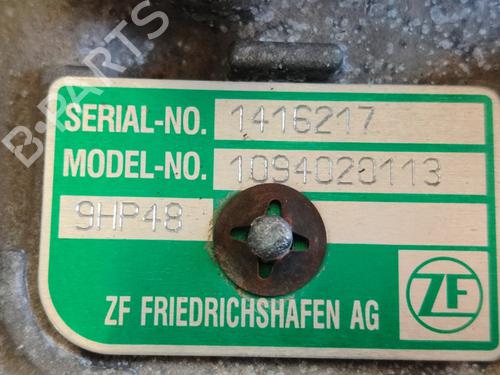 SERIAL-NO. 1416217
MODEL-NO. 1094020113
9HP48
ZF FRIEDRICHSHAFEN AG
ZF
B-PARTS